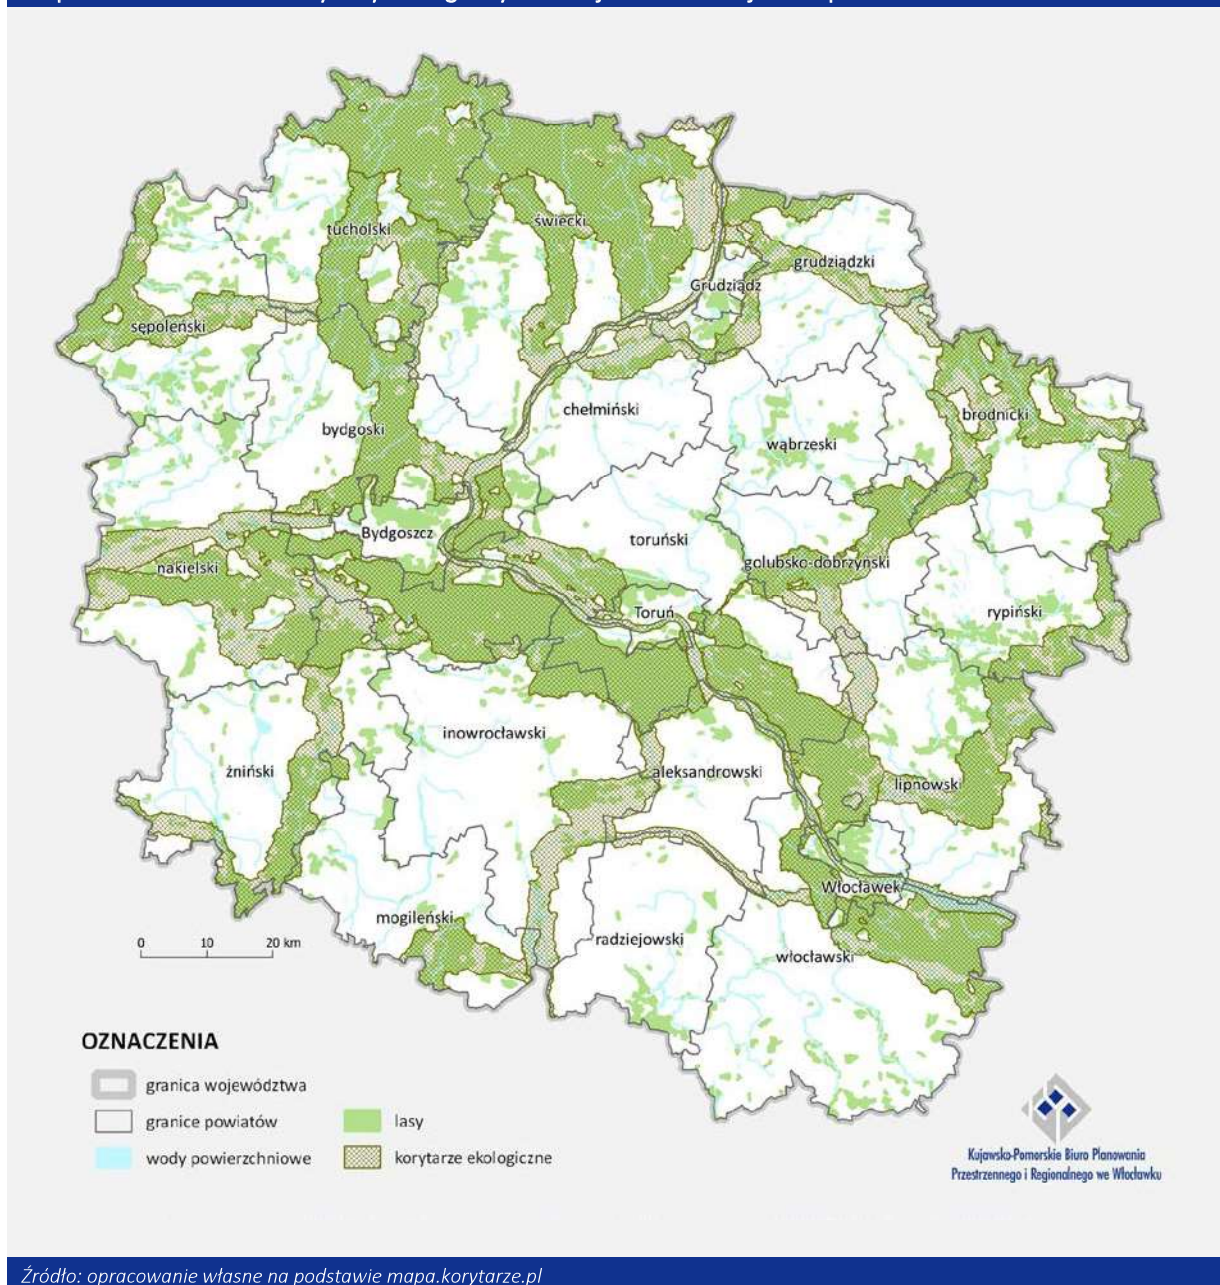 tucholski
świecki
grudziądzki
Grudziądz
sępoleński
chełmiński
brodnicki
bydgoski
wąbrzeski
Bydgoszcz
toruński
golubsko-dobrzyński
nakielski
Toruń
rypiński
inowrocławski
żniński
aleksandrowski
lipnowski
Włocławek
mogileński
radziejowski
włocławski
0 10 20 km
OZNACZENIA
granica województwa
granice powiatów
lasy
wody powierzchniowe
korytarze ekologiczne
Kujawsko-Pomorskie Biuro Planowania
Przestrzennego i Regionalnego we Włocławku
Źródło: opracowanie własne na podstawie mapa.korytarze.pl